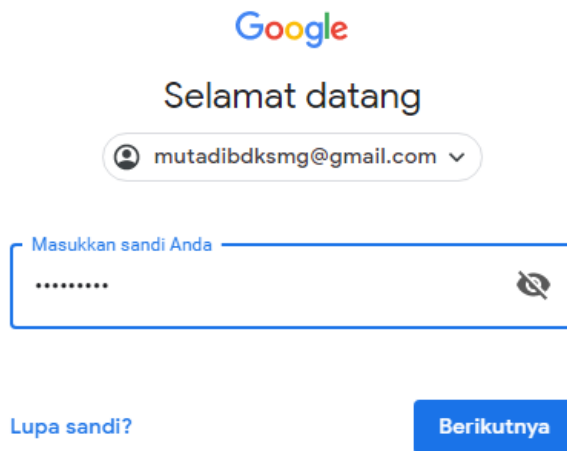 Google
Selamat datang
mutadibdksmg@gmail.com
Masukkan sandi Anda
•••••••••
Lupa sandi?
Berikutnya